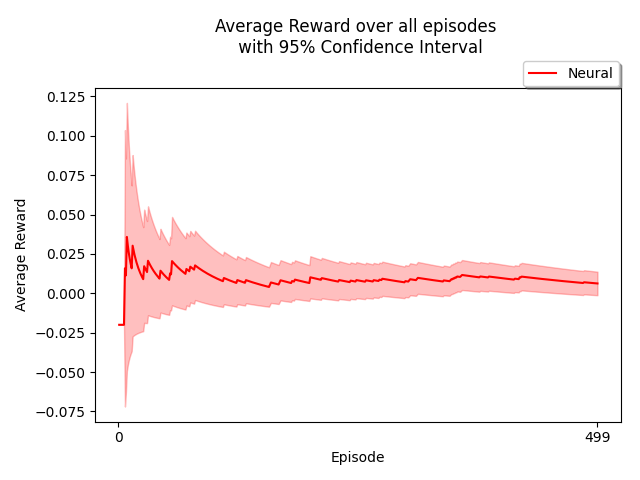 Average Reward over all episodes
with 95% Confidence Interval
Neural
0.125
0.100
0.075
0.050
0.025
0.000
−0.025
−0.050
−0.075
Average Reward
0
499
Episode